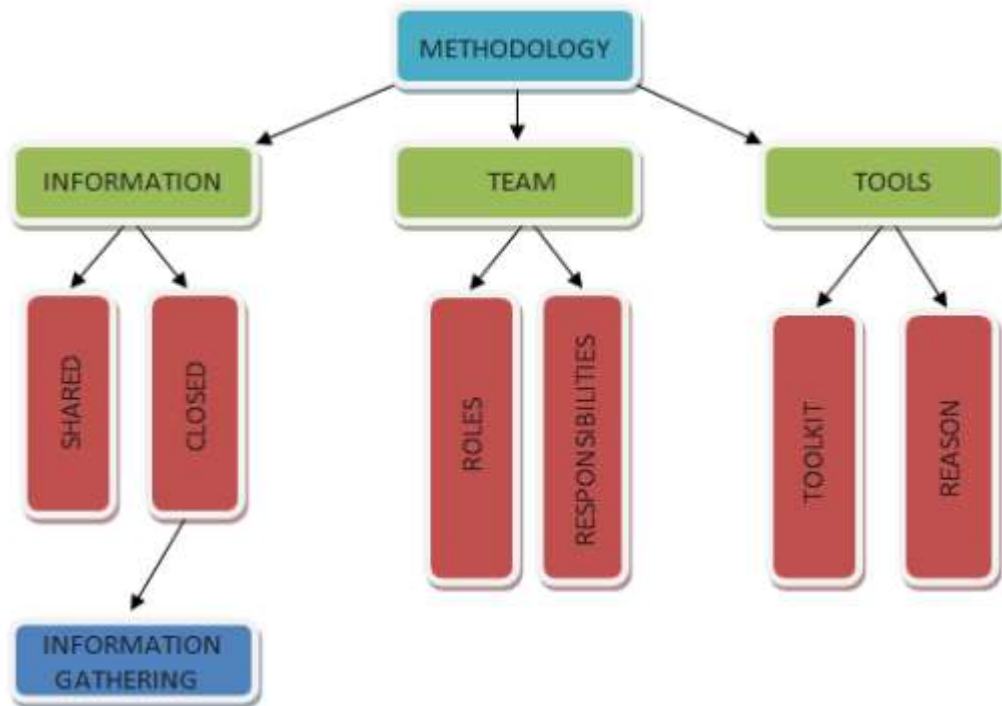 METHODOLOGY
INFORMATION
TEAM
TOOLS
SHARED
CLOSED
ROLES
RESPONSIBILITIES
TOOLKIT
REASON
INFORMATION
GATHERING